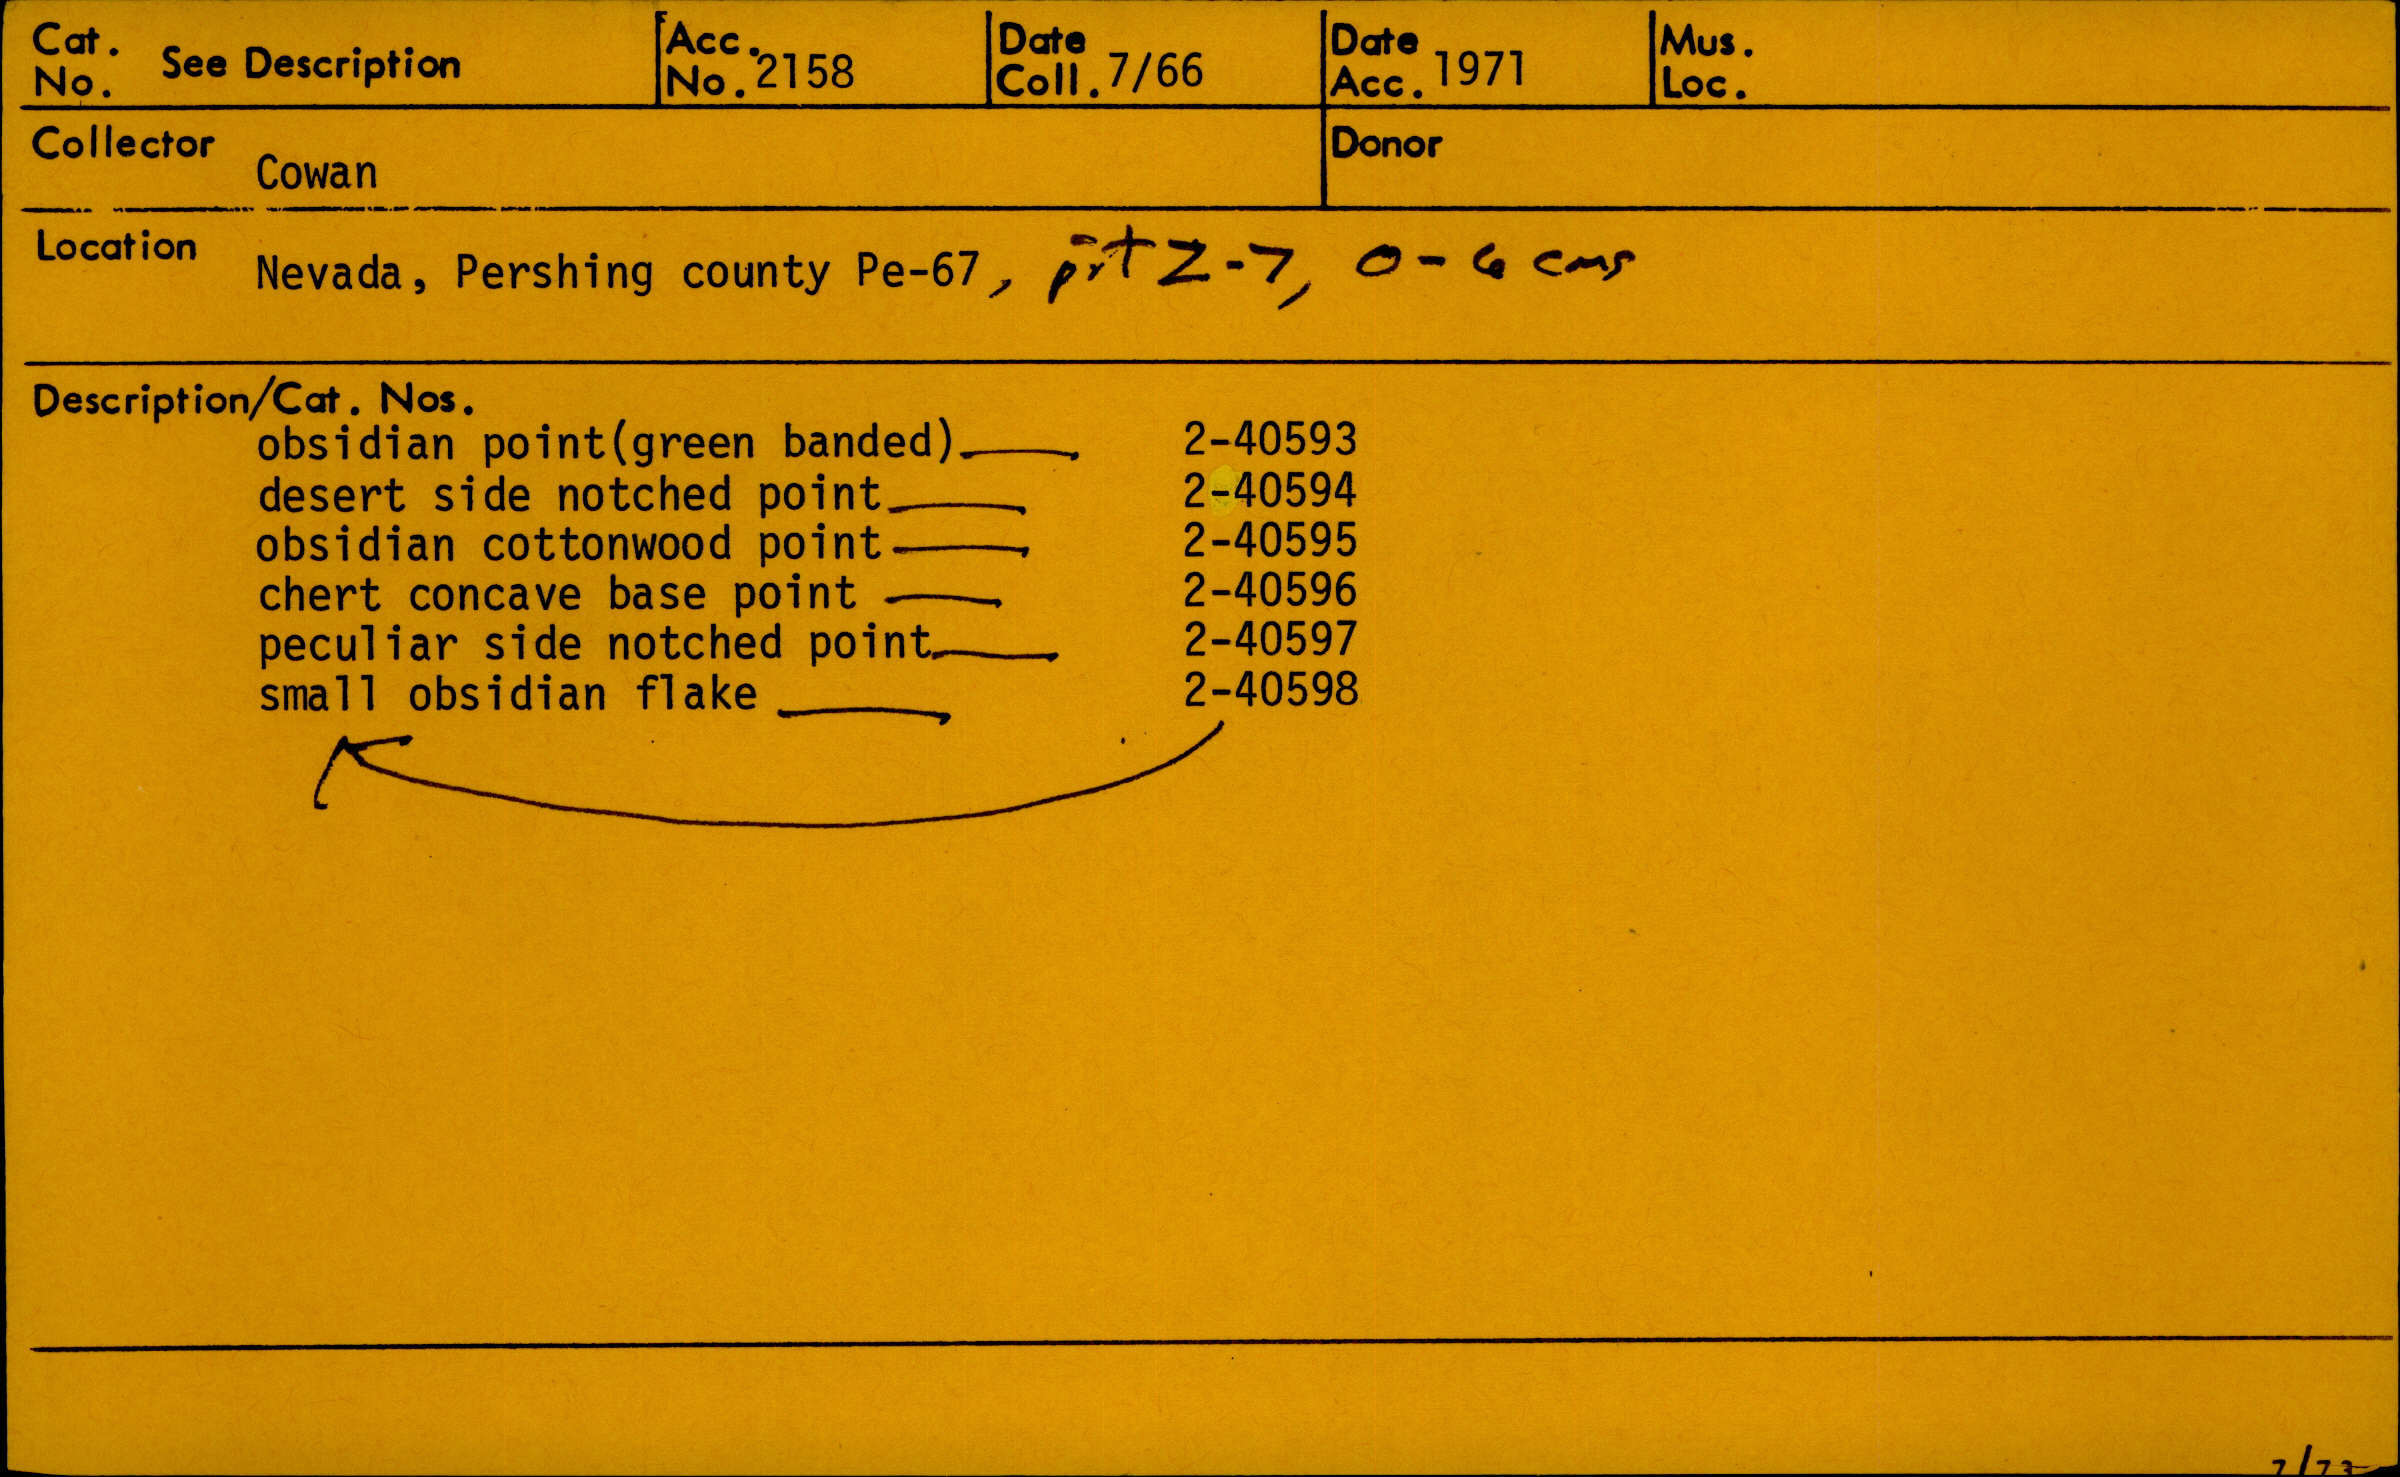 Cat. No. See Description Acc. No. 2158 Date Coll. 7/66 Date Acc. 1971 Mus. Loc.
Collector Cowan Donor
Location Nevada, Pershing county Pe-67, pit Z-7, 0-6 cms
Description/Cat. Nos.
obsidian point(green banded) 2-40593
desert side notched point 2-40594
obsidian cottonwood point 2-40595
chert concave base point 2-40596
peculiar side notched point 2-40597
small obsidian flake 2-40598